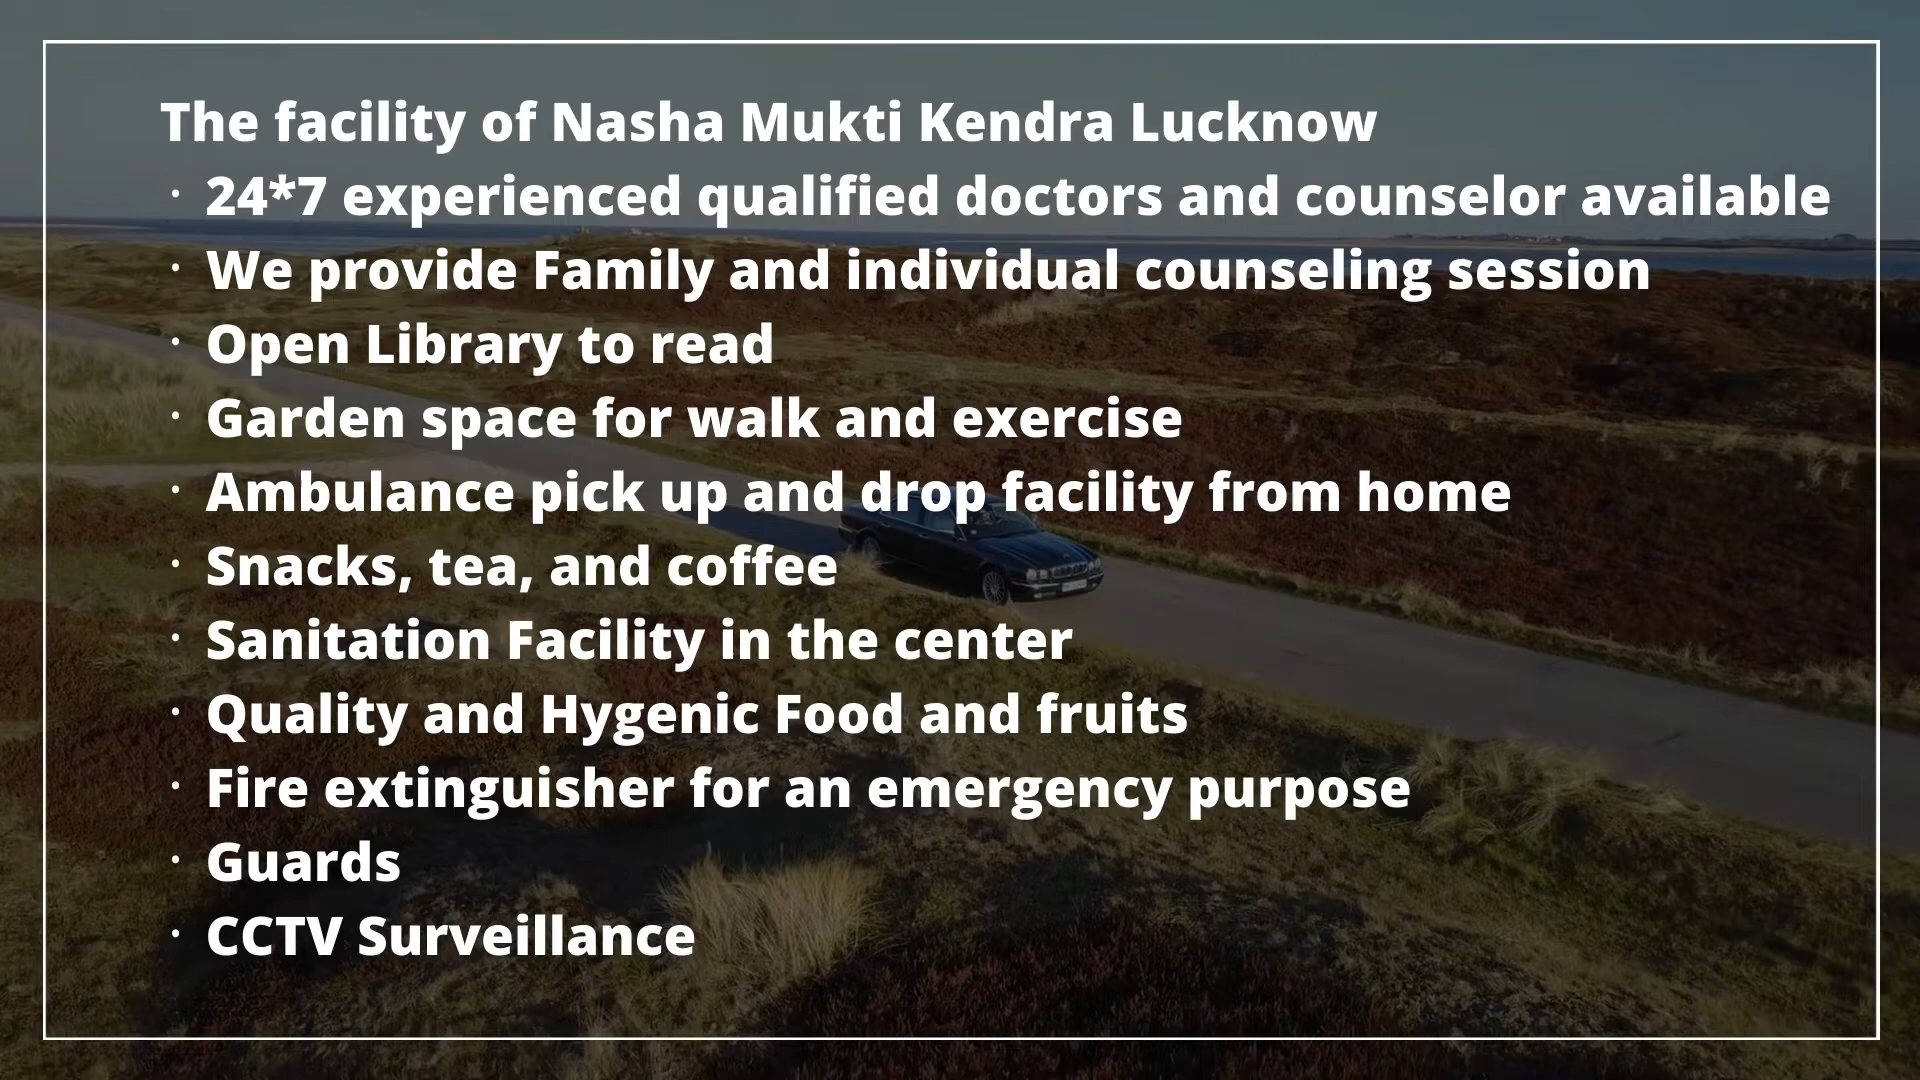 The facility of Nasha Mukti Kendra Lucknow
· 24*7 experienced qualified doctors and counselor available
· We provide Family and individual counseling session
· Open Library to read
· Garden space for walk and exercise
· Ambulance pick up and drop facility from home
· Snacks, tea, and coffee
· Sanitation Facility in the center
· Quality and Hygenic Food and fruits
· Fire extinguisher for an emergency purpose
· Guards
· CCTV Surveillance